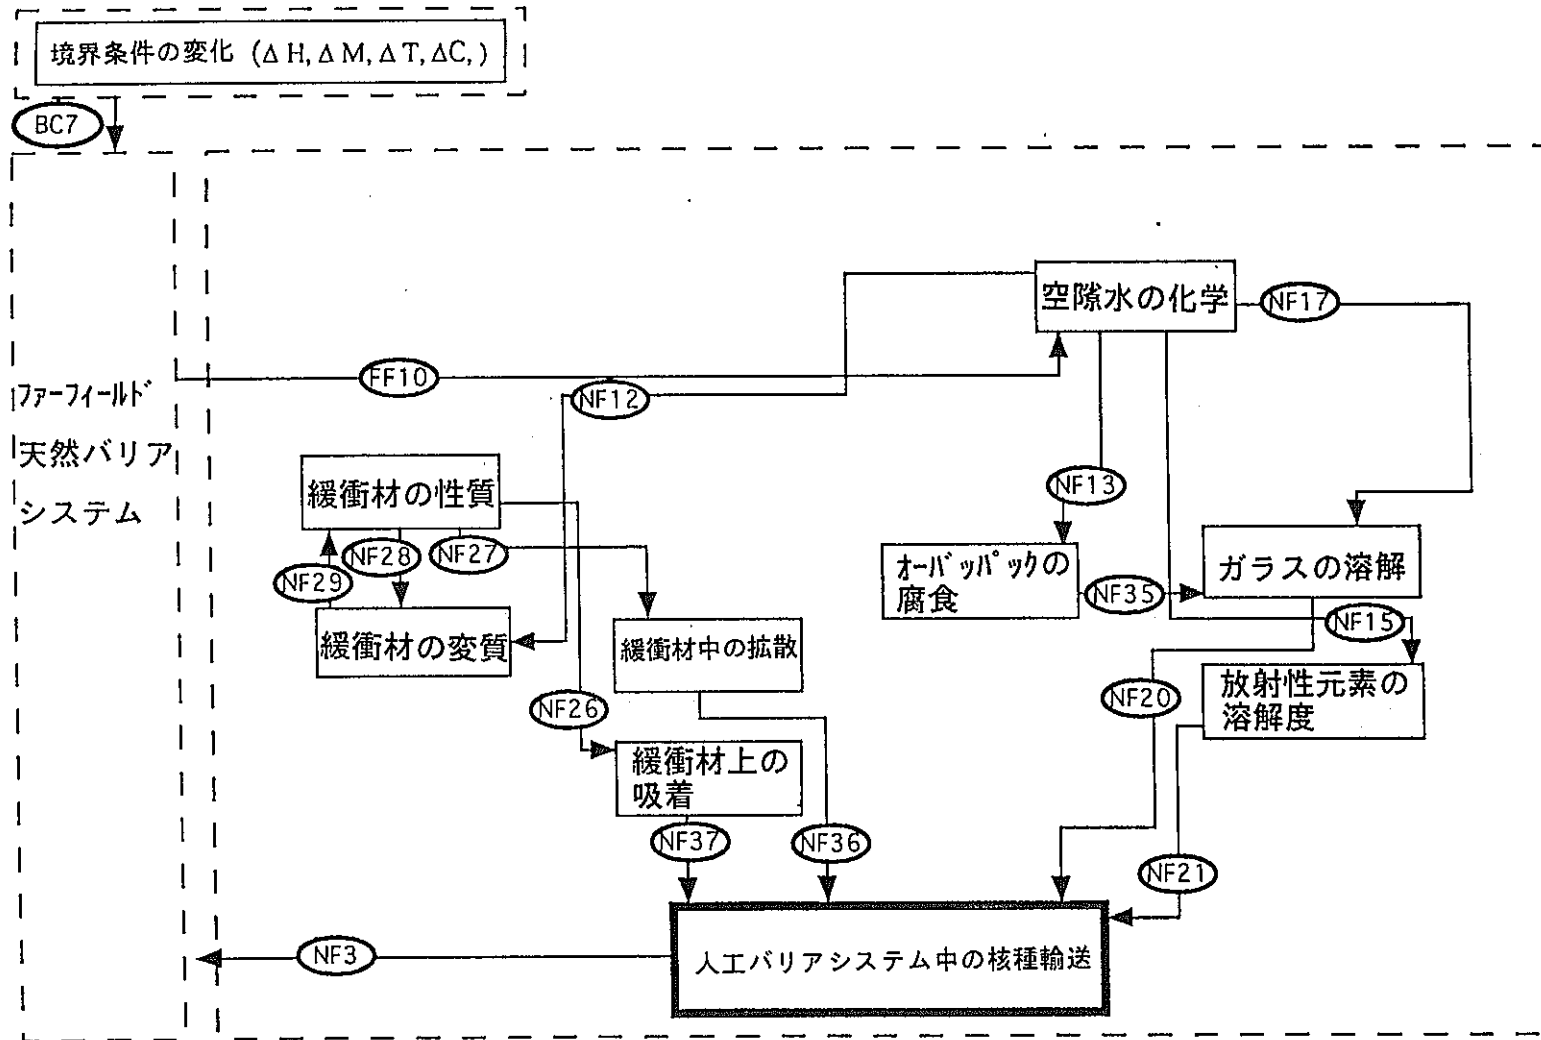 境界条件の変化 (Δ H, Δ M, Δ T, ΔC, )
BC7
空隙水の化学
NF17
FF10
NF12
ファーフィールド
天然バリア
システム
緩衝材の性質
NF13
NF28
NF27
NF29
オーバッパックの
腐食
ガラスの溶解
NF35
NF15
緩衝材の変質
緩衝材中の拡散
NF26
NF20
放射性元素の
溶解度
緩衝材上の
吸着
NF37
NF36
NF21
NF3
人工バリアシステム中の核種輸送